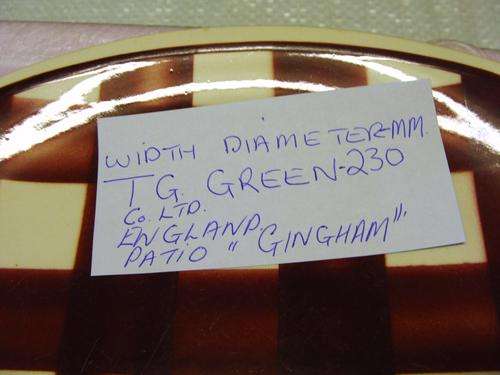 WIDTH DIAMETER-MM.
T G. GREEN-230
Co. LTD.
ENGLAND.
PATIO "GINGHAM".